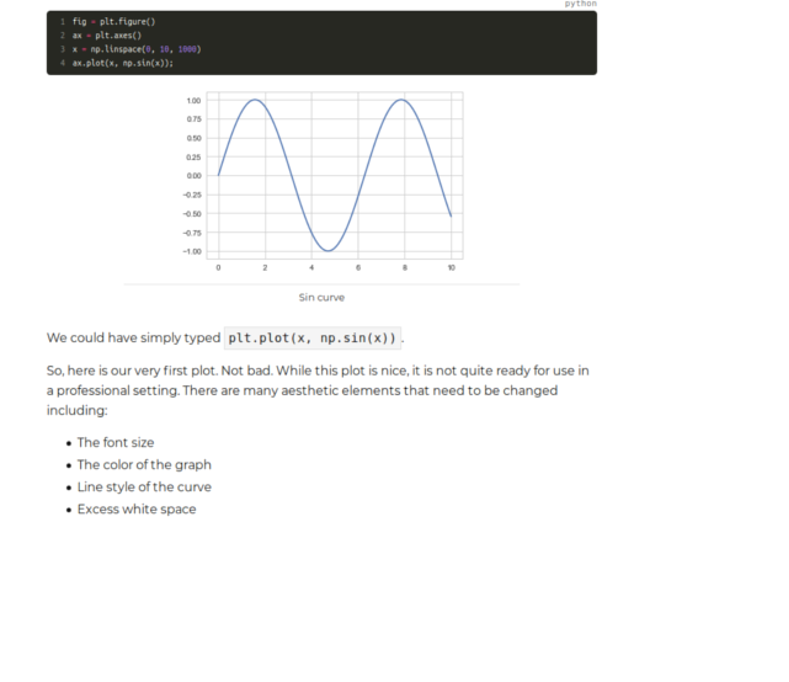 python
1 fig = plt.figure()
2 ax = plt.axes()
3 x = np.linspace(0, 10, 1000)
4 ax.plot(x, np.sin(x));
1.00
0.75
0.50
0.25
0.00
−0.25
−0.50
−0.75
−1.00
0 2 4 6 8 10
Sin curve
We could have simply typed plt.plot(x, np.sin(x)).
So, here is our very first plot. Not bad. While this plot is nice, it is not quite ready for use in
a professional setting. There are many aesthetic elements that need to be changed
including:
• The font size
• The color of the graph
• Line style of the curve
• Excess white space